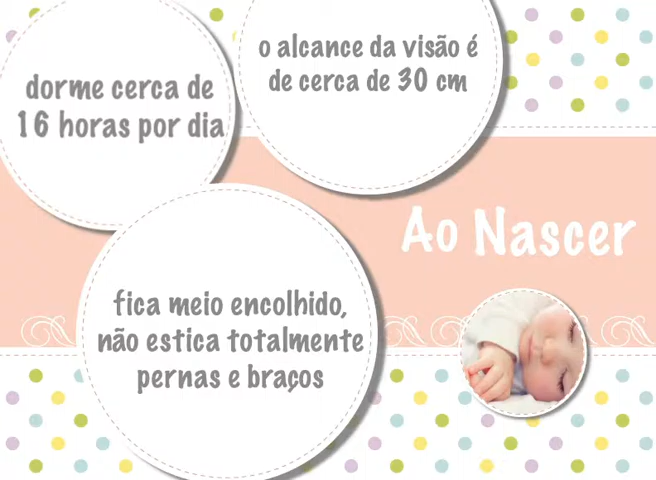 dorme cerca de
16 horas por dia
o alcance da visão é
de cerca de 30 cm
Ao Nascer
fica meio encolhido,
não estica totalmente
pernas e braços